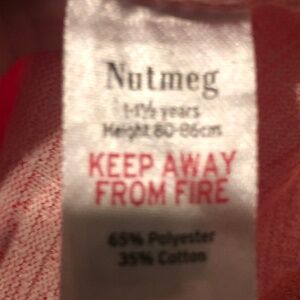 Nutmeg
1-1½ years
Height 80-86cm
KEEP AWAY
FROM FIRE
65% Polyester
35% Cotton